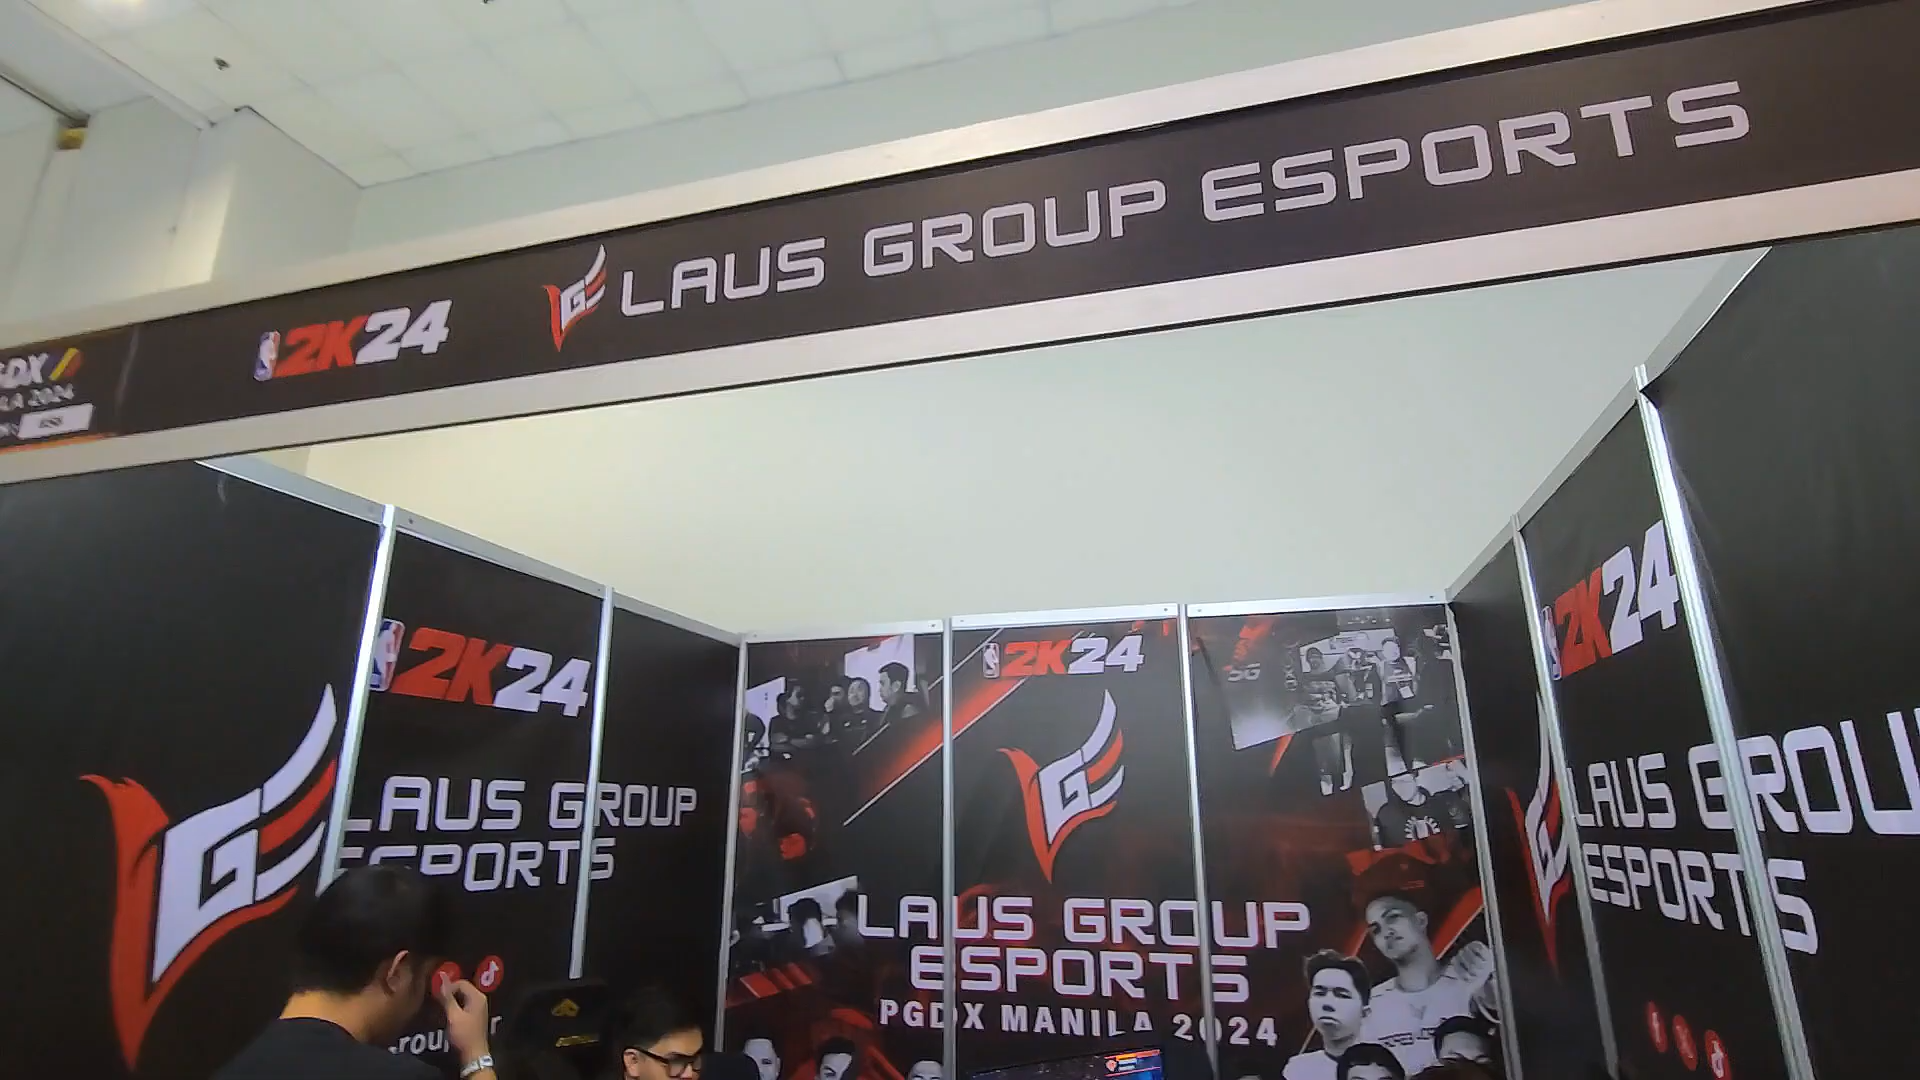 LAUS GROUP ESPORTS
2K24
2024
2K24
LAUS GROUP
ESPORTS
2K24
LAUS GROUP
ESPORTS
PGDX MANILA 2024
2K24
LAUS GROU
ESPORTS